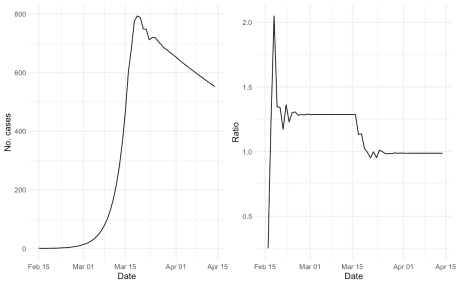 No. cases
800
600
400
200
0
Feb 15
Mar 01
Mar 15
Apr 01
Apr 15
Date
Ratio
2.0
1.5
1.0
0.5
Feb 15
Mar 01
Mar 15
Apr 01
Apr 15
Date